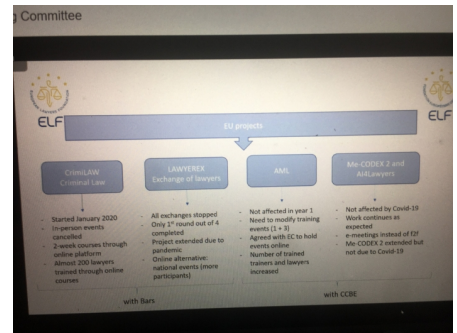 g Committee
ELF
ELF
EU projects
CrimiLAW
Criminal Law
LAWYEREX
Exchange of lawyers
AML
Me-CODEX 2 and
AI4Lawyers
- Started January 2020
- In-person events
cancelled
- 2-week courses through
online platform
- Almost 200 lawyers
trained through online
courses
- All exchanges stopped
- Only 1st round out of 4
completed
- Project extended due to
pandemic
- Online alternative:
national events (more
participants)
- Not affected in year 1
- Need to modify training
events (1 + 3)
- Agreed with EC to hold
events online
- Number of trained
trainers and lawyers
increased
- Not affected by Covid-19
- Work continues as
expected
- e-meetings instead of f2f
- Me-CODEX 2 extended but
not due to Covid-19
with Bars
with CCBE